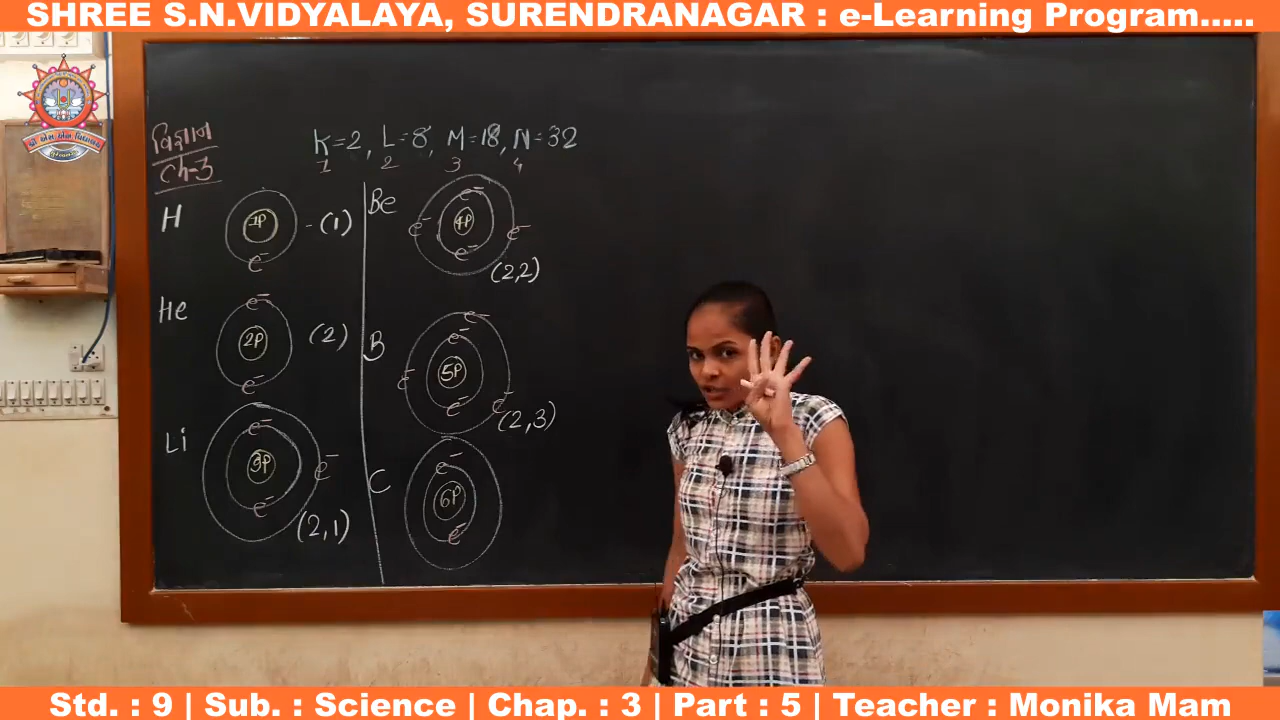 SHREE S.N.VIDYALAYA, SURENDRANAGAR : e-Learning Program.....
વિજ્ઞાન
Ch-3
K=2, L=8, M=18, N=32
1 2 3 4
H 1P e⁻ -(1)
He e⁻ 2P e⁻ (2)
Li e⁻ 3P e⁻ e⁻ (2,1)
Be e⁻ e⁻ 4P e⁻ e⁻ (2,2)
B e⁻ e⁻ e⁻ 5P e⁻ e⁻ (2,3)
C e⁻ 6P e⁻
Std. : 9 | Sub. : Science | Chap. : 3 | Part : 5 | Teacher : Monika Mam